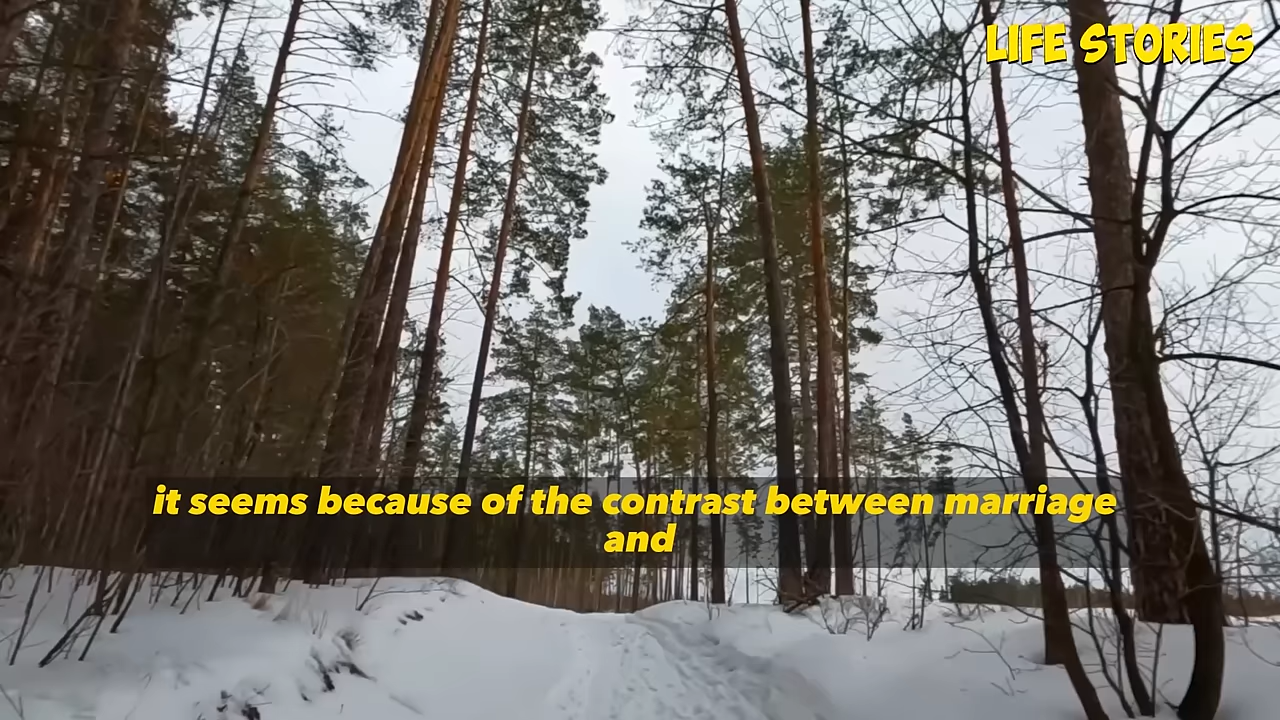 LIFE STORIES
it seems because of the contrast between marriage
and